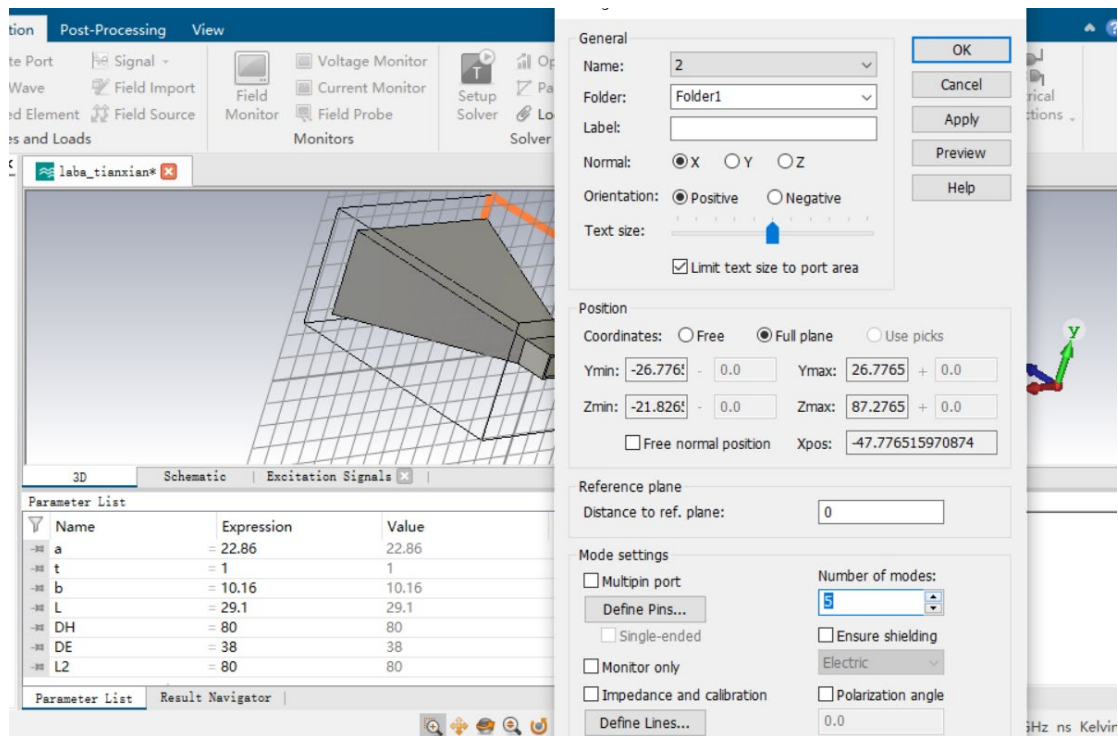 tion Post-Processing View
te Port Signal Voltage Monitor Op
Wave Field Import Field Monitor Current Monitor Setup Solver Pa
ed Element Field Source Field Probe Lo
es and Loads Monitors Solver
rical
ctions
laba_tianxian*
y
3D Schematic Excitation Signals
Parameter List
Name Expression Value
a = 22.86 22.86
t = 1 1
b = 10.16 10.16
L = 29.1 29.1
DH = 80 80
DE = 38 38
L2 = 80 80
Parameter List Result Navigator
General
Name: 2
Folder: Folder1
Label:
Normal: X Y Z
Orientation: Positive Negative
Text size:
Limit text size to port area
OK
Cancel
Apply
Preview
Help
Position
Coordinates: Free Full plane Use picks
Ymin: -26.7765 - 0.0 Ymax: 26.7765 + 0.0
Zmin: -21.8265 - 0.0 Zmax: 87.2765 + 0.0
Free normal position Xpos: -47.776515970874
Reference plane
Distance to ref. plane: 0
Mode settings
Multipin port Number of modes:
Define Pins... 5
Single-ended Ensure shielding
Monitor only Electric
Impedance and calibration Polarization angle
Define Lines... 0.0
GHz ns Kelvin